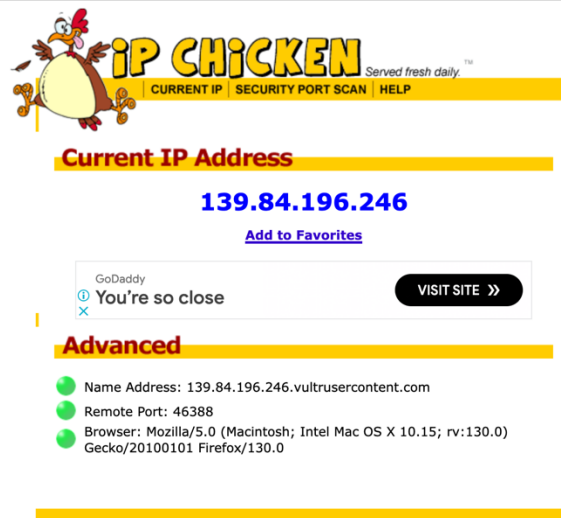 iP CHiCKEN
Served fresh daily. ™
CURRENT IP | SECURITY PORT SCAN | HELP
Current IP Address
139.84.196.246
Add to Favorites
GoDaddy
You're so close
VISIT SITE »
Advanced
Name Address: 139.84.196.246.vultrusercontent.com
Remote Port: 46388
Browser: Mozilla/5.0 (Macintosh; Intel Mac OS X 10.15; rv:130.0)
Gecko/20100101 Firefox/130.0